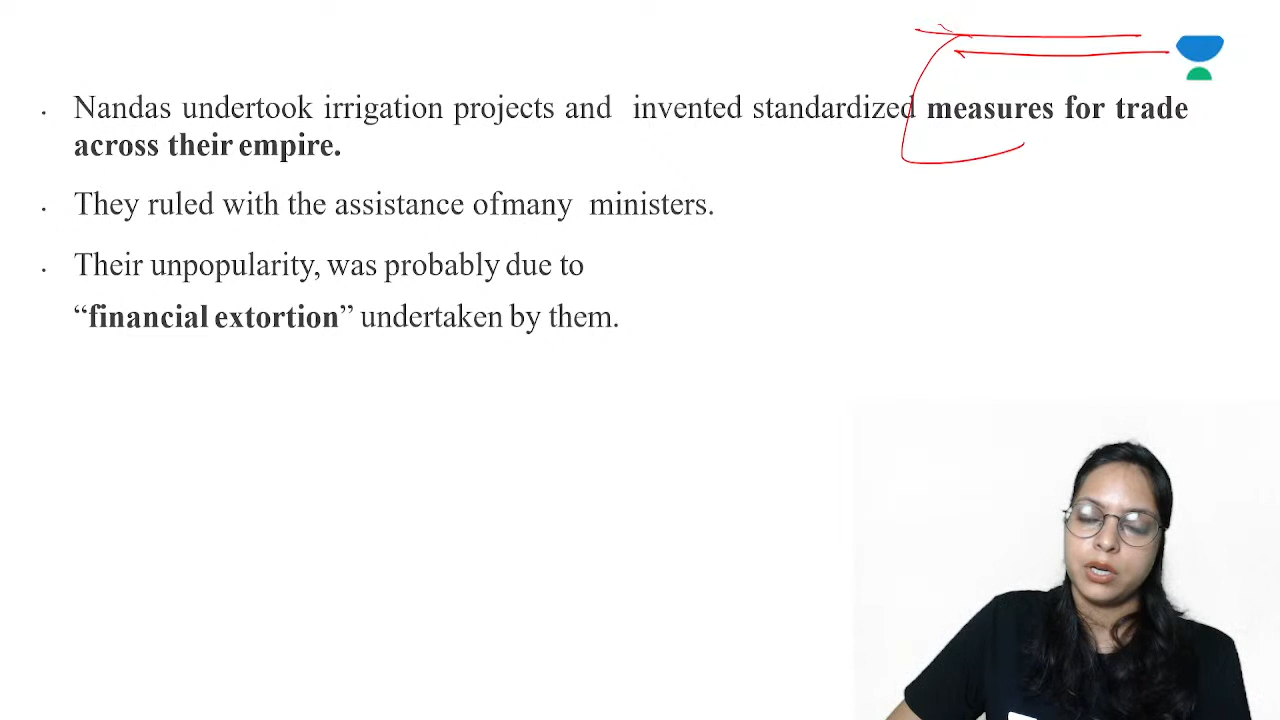 · Nandas undertook irrigation projects and invented standardized measures for trade
across their empire.
· They ruled with the assistance ofmany ministers.
· Their unpopularity, was probably due to
“financial extortion” undertaken by them.